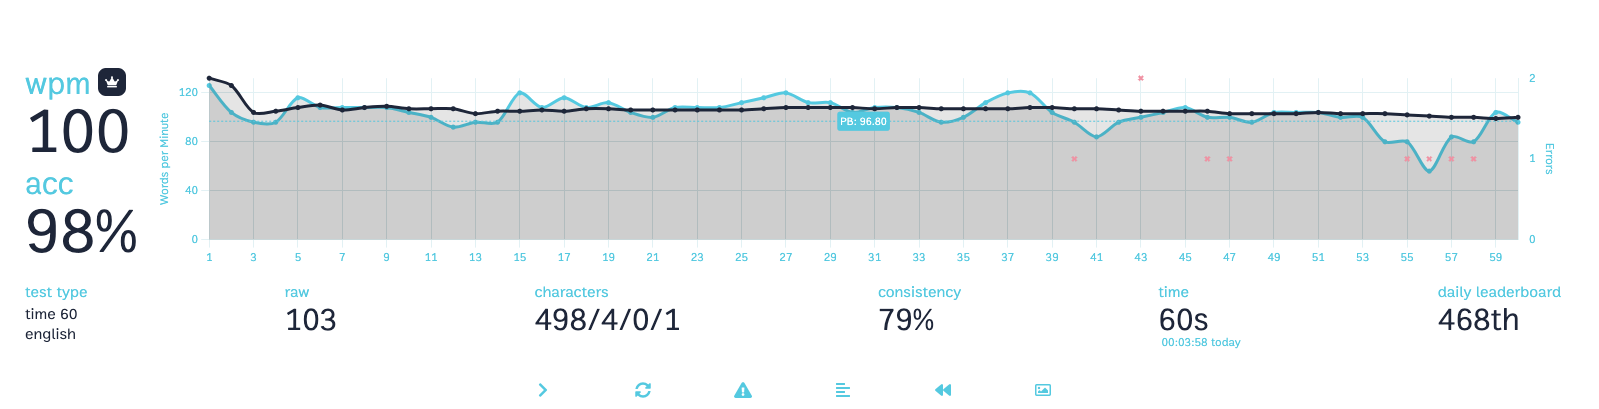 wpm
100
acc
98%
Words per Minute
120
80
40
0
PB: 96.80
2
1
0
Errors
1 3 5 7 9 11 13 15 17 19 21 23 25 27 29 31 33 35 37 39 41 43 45 47 49 51 53 55 57 59
test type
time 60
english
raw
103
characters
498/4/0/1
consistency
79%
time
60s
00:03:58 today
daily leaderboard
468th